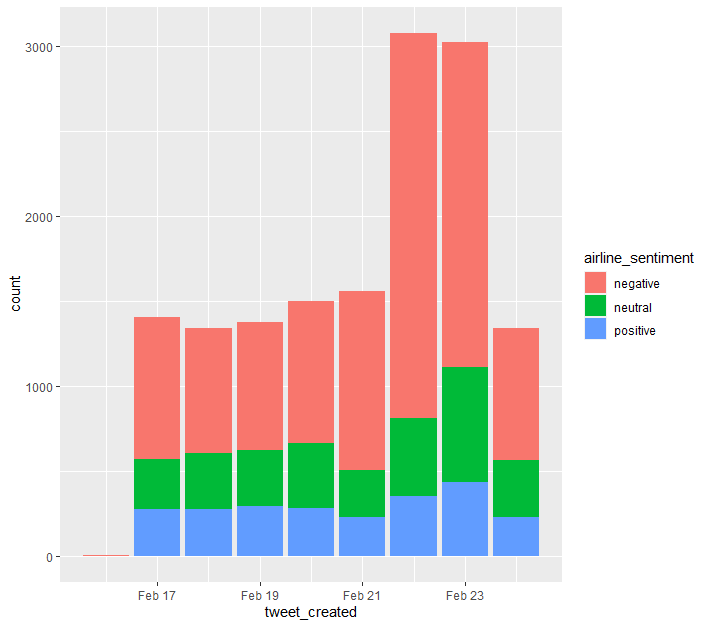 3000
2000
1000
0
count
Feb 17 Feb 19 Feb 21 Feb 23
tweet_created
airline_sentiment
negative
neutral
positive